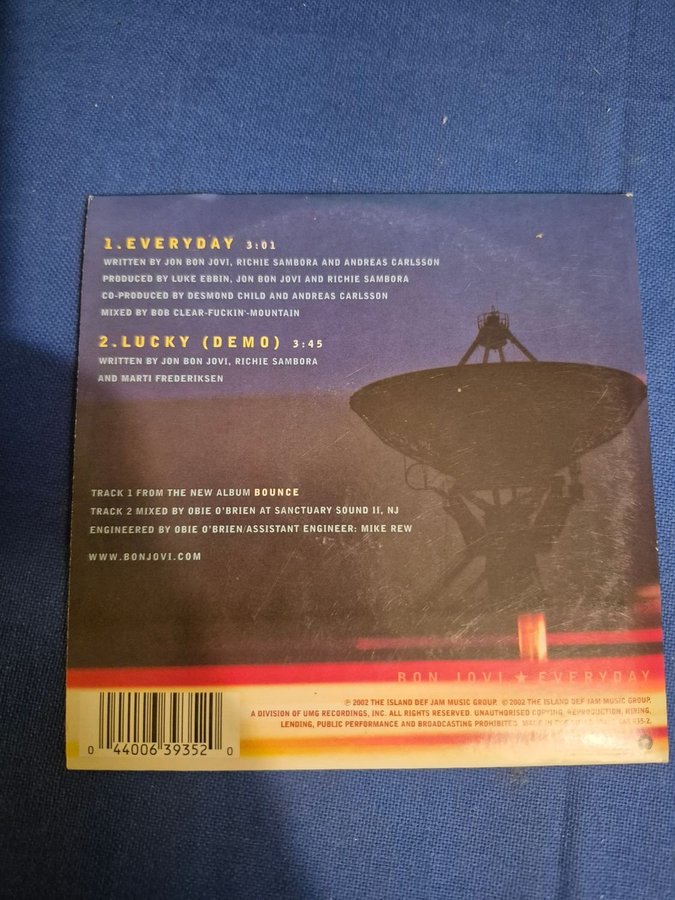 1. EVERYDAY 3:01
WRITTEN BY JON BON JOVI, RICHIE SAMBORA AND ANDREAS CARLSSON
PRODUCED BY LUKE EBBIN, JON BON JOVI AND RICHIE SAMBORA
CO-PRODUCED BY DESMOND CHILD AND ANDREAS CARLSSON
MIXED BY BOB CLEAR-FUCKIN'-MOUNTAIN
2. LUCKY (DEMO) 3:45
WRITTEN BY JON BON JOVI, RICHIE SAMBORA
AND MARTI FREDERIKSEN
TRACK 1 FROM THE NEW ALBUM BOUNCE
TRACK 2 MIXED BY OBIE O'BRIEN AT SANCTUARY SOUND II, NJ
ENGINEERED BY OBIE O'BRIEN/ASSISTANT ENGINEER: MIKE REW
WWW.BONJOVI.COM
BON JOVI ★ EVERYDAY
℗ 2002 THE ISLAND DEF JAM MUSIC GROUP. © 2002 THE ISLAND DEF JAM MUSIC GROUP.
A DIVISION OF UMG RECORDINGS, INC. ALL RIGHTS RESERVED. UNAUTHORISED COPYING, REPRODUCTION, HIRING,
LENDING, PUBLIC PERFORMANCE AND BROADCASTING PROHIBITED. MADE IN THE
0 44006 39352 0